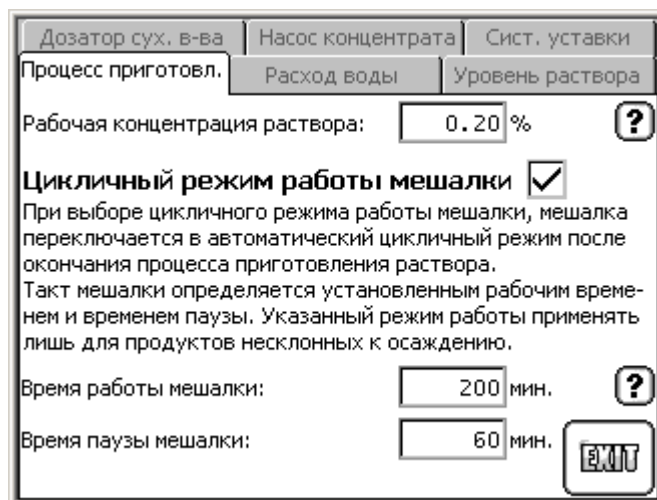 Дозатор сух. в-ва Насос концентрата Сист. уставки
Процесс приготовл. Расход воды Уровень раствора
Рабочая концентрация раствора: 0.20 % ?
Цикличный режим работы мешалки
При выборе цикличного режима работы мешалки, мешалка
переключается в автоматический цикличный режим после
окончания процесса приготовления раствора.
Такт мешалки определяется установленным рабочим време-
нем и временем паузы. Указанный режим работы применять
лишь для продуктов несклонных к осаждению.
Время работы мешалки: 200 мин. ?
Время паузы мешалки: 60 мин.
EXIT